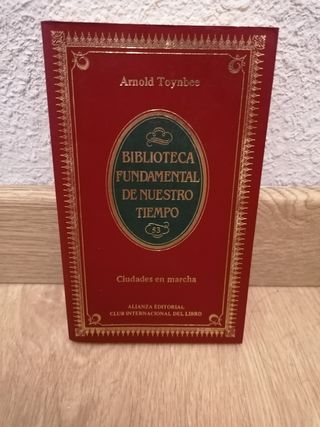 Arnold Toynbee
BIBLIOTECA
FUNDAMENTAL
DE NUESTRO
TIEMPO
53
Ciudades en marcha
ALIANZA EDITORIAL
CLUB INTERNACIONAL DEL LIBRO